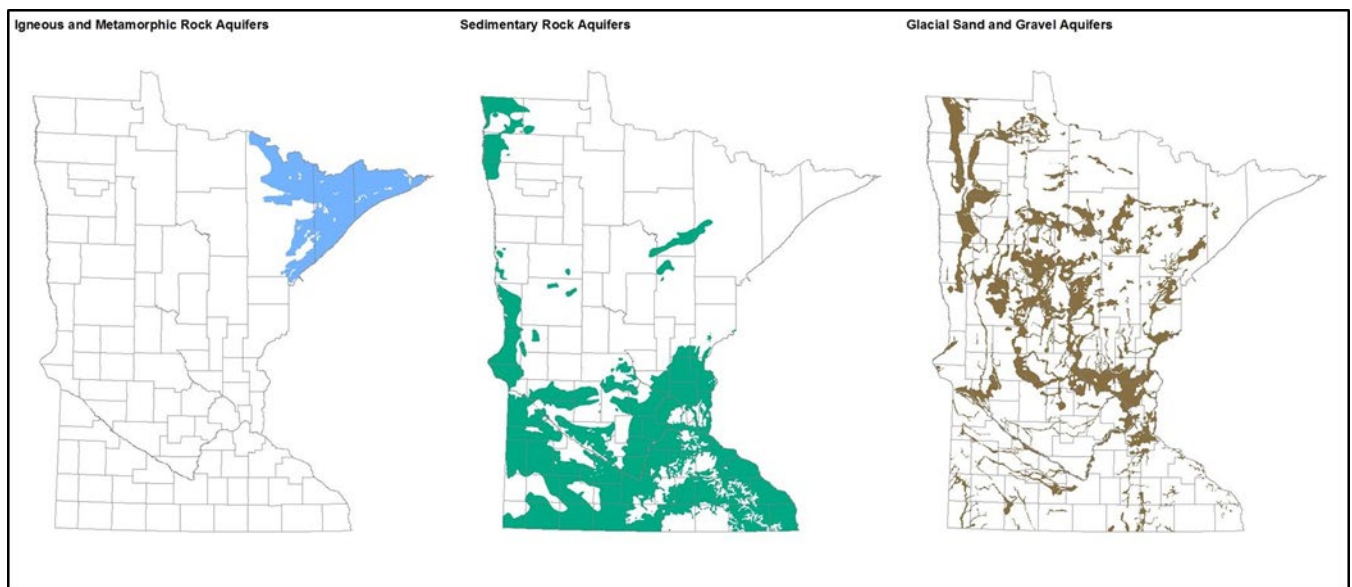 Igneous and Metamorphic Rock Aquifers
Sedimentary Rock Aquifers
Glacial Sand and Gravel Aquifers